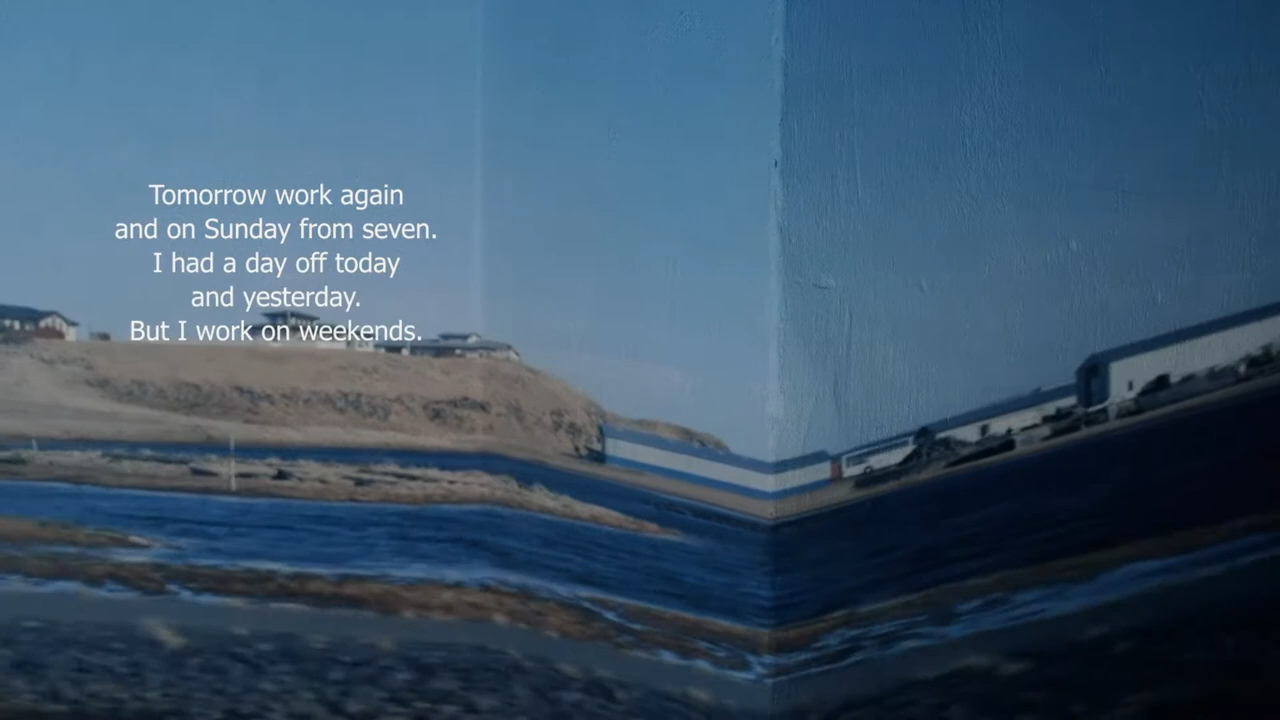 Tomorrow work again
and on Sunday from seven.
I had a day off today
and yesterday.
But I work on weekends.